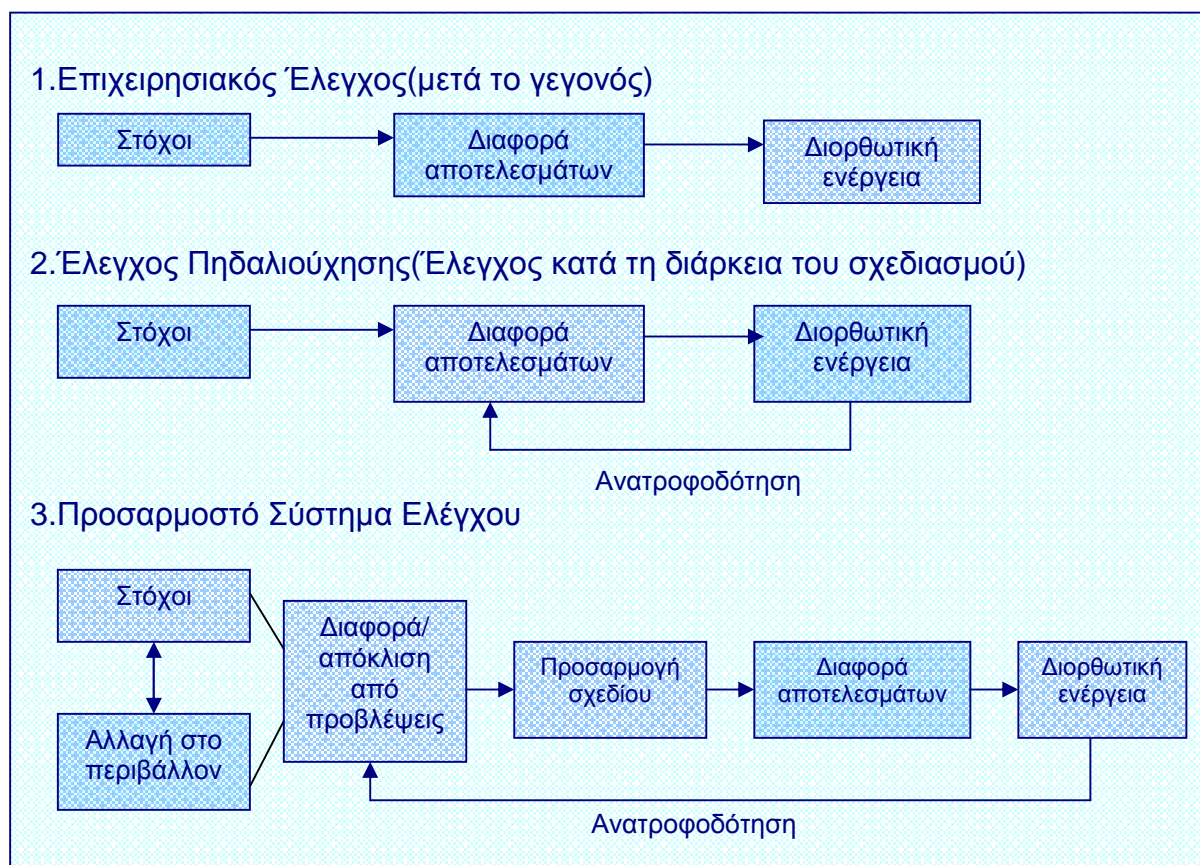 1.Επιχειρησιακός Έλεγχος(μετά το γεγονός)
Στόχοι
Διαφορά
αποτελεσμάτων
Διορθωτική
ενέργεια
2.Έλεγχος Πηδαλιούχησης(Έλεγχος κατά τη διάρκεια του σχεδιασμού)
Στόχοι
Διαφορά
αποτελεσμάτων
Διορθωτική
ενέργεια
Ανατροφοδότηση
3.Προσαρμοστό Σύστημα Ελέγχου
Στόχοι
Αλλαγή στο
περιβάλλον
Διαφορά/
απόκλιση
από
προβλέψεις
Προσαρμογή
σχεδίου
Διαφορά
αποτελεσμάτων
Διορθωτική
ενέργεια
Ανατροφοδότηση